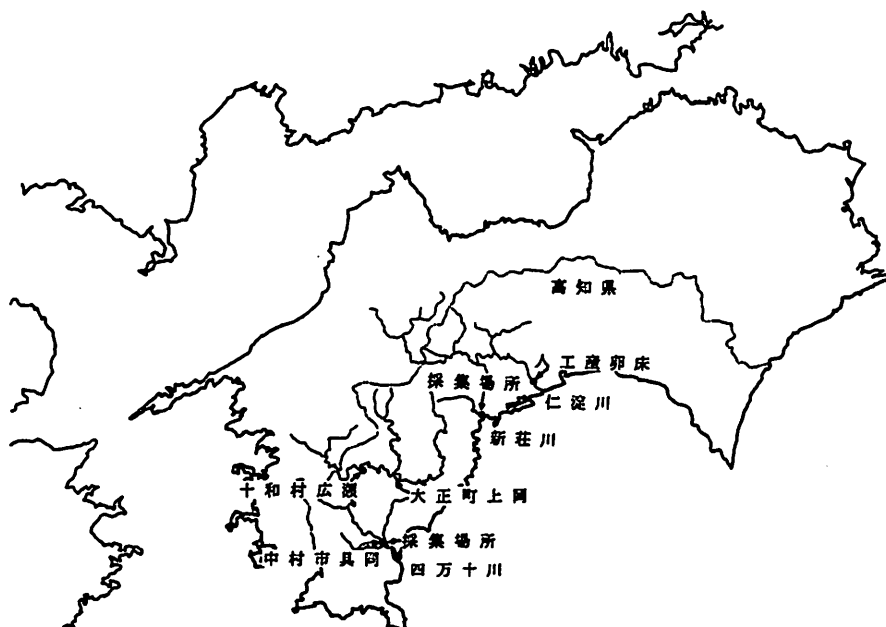 高知県
人工産卵床
採集場所
仁淀川
新荘川
十和村広瀬
大正町上岡
採集場所
中村市具同
四万十川